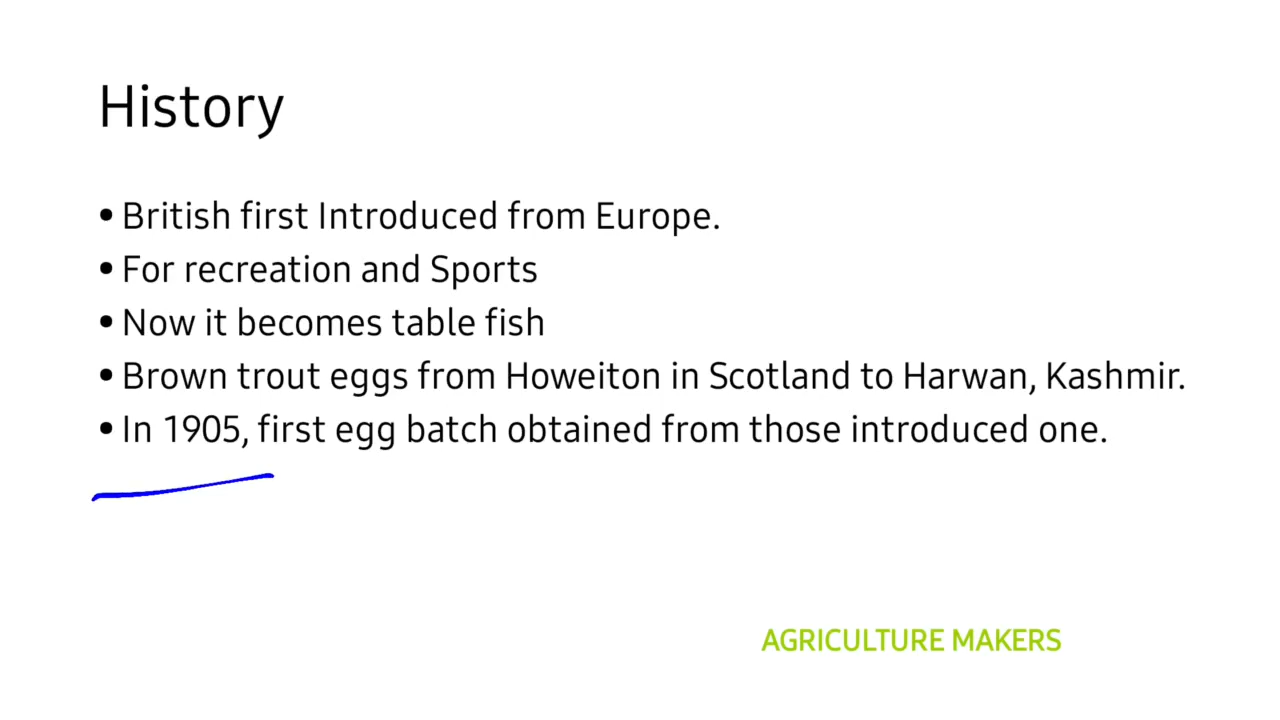 History
• British first Introduced from Europe.
• For recreation and Sports
• Now it becomes table fish
• Brown trout eggs from Howeiton in Scotland to Harwan, Kashmir.
• In 1905, first egg batch obtained from those introduced one.
AGRICULTURE MAKERS